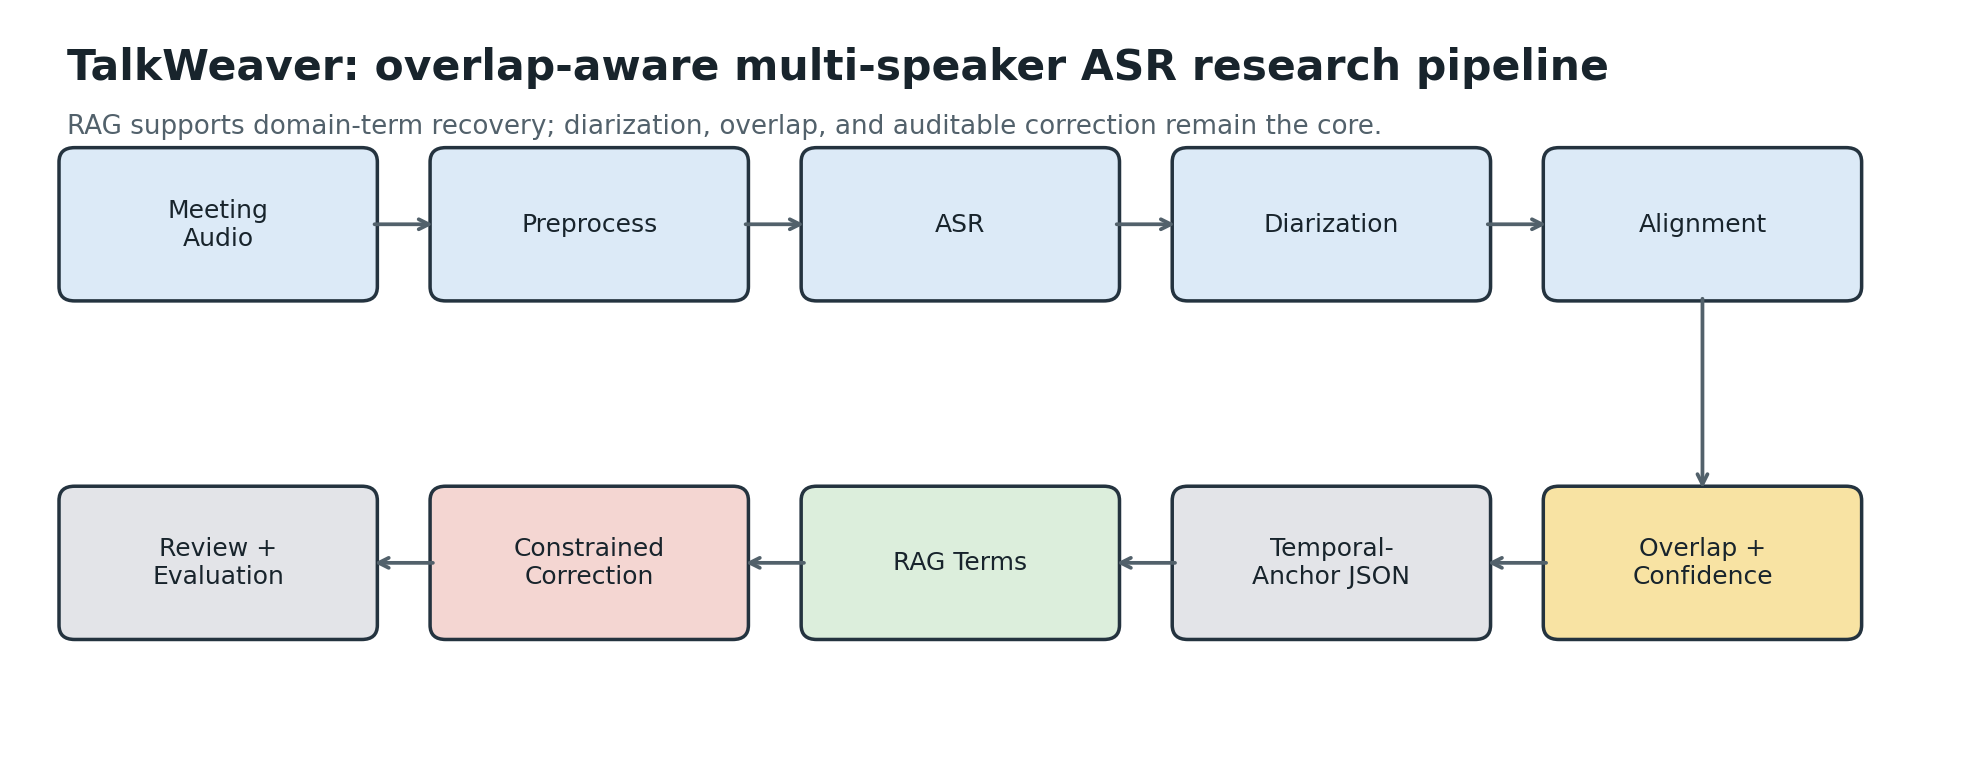 TalkWeaver: overlap-aware multi-speaker ASR research pipeline
RAG supports domain-term recovery; diarization, overlap, and auditable correction remain the core.
Meeting
Audio
Preprocess
ASR
Diarization
Alignment
Review +
Evaluation
Constrained
Correction
RAG Terms
Temporal-
Anchor JSON
Overlap +
Confidence